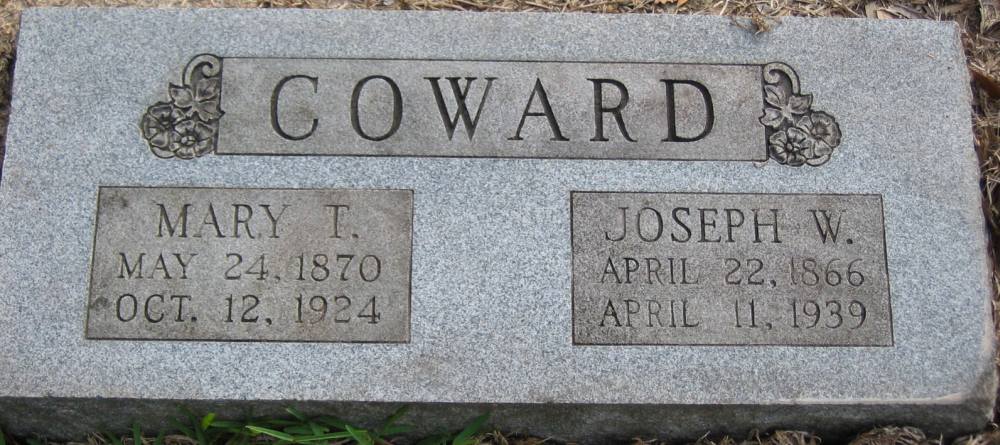 COWARD
MARY T.
MAY 24, 1870
OCT. 12, 1924
JOSEPH W.
APRIL 22, 1866
APRIL 11, 1939